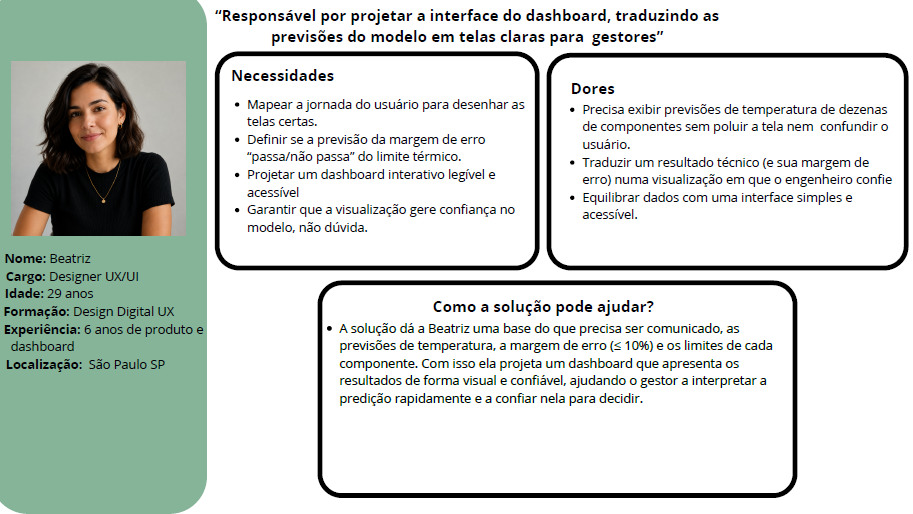 “Responsável por projetar a interface do dashboard, traduzindo as
previsões do modelo em telas claras para gestores”
Nome: Beatriz
Cargo: Designer UX/UI
Idade: 29 anos
Formação: Design Digital UX
Experiência: 6 anos de produto e
dashboard
Localização: São Paulo SP
Necessidades
• Mapear a jornada do usuário para desenhar as
telas certas.
• Definir se a previsão da margem de erro
“passa/não passa” do limite térmico.
• Projetar um dashboard interativo legível e
acessível
• Garantir que a visualização gere confiança no
modelo, não dúvida.
Dores
• Precisa exibir previsões de temperatura de dezenas
de componentes sem poluir a tela nem confundir o
usuário.
• Traduzir um resultado técnico (e sua margem de
erro) numa visualização em que o engenheiro confie
• Equilibrar dados com uma interface simples e
acessível.
Como a solução pode ajudar?
• A solução dá a Beatriz uma base do que precisa ser comunicado, as
previsões de temperatura, a margem de erro (≤ 10%) e os limites de cada
componente. Com isso ela projeta um dashboard que apresenta os
resultados de forma visual e confiável, ajudando o gestor a interpretar a
predição rapidamente e a confiar nela para decidir.